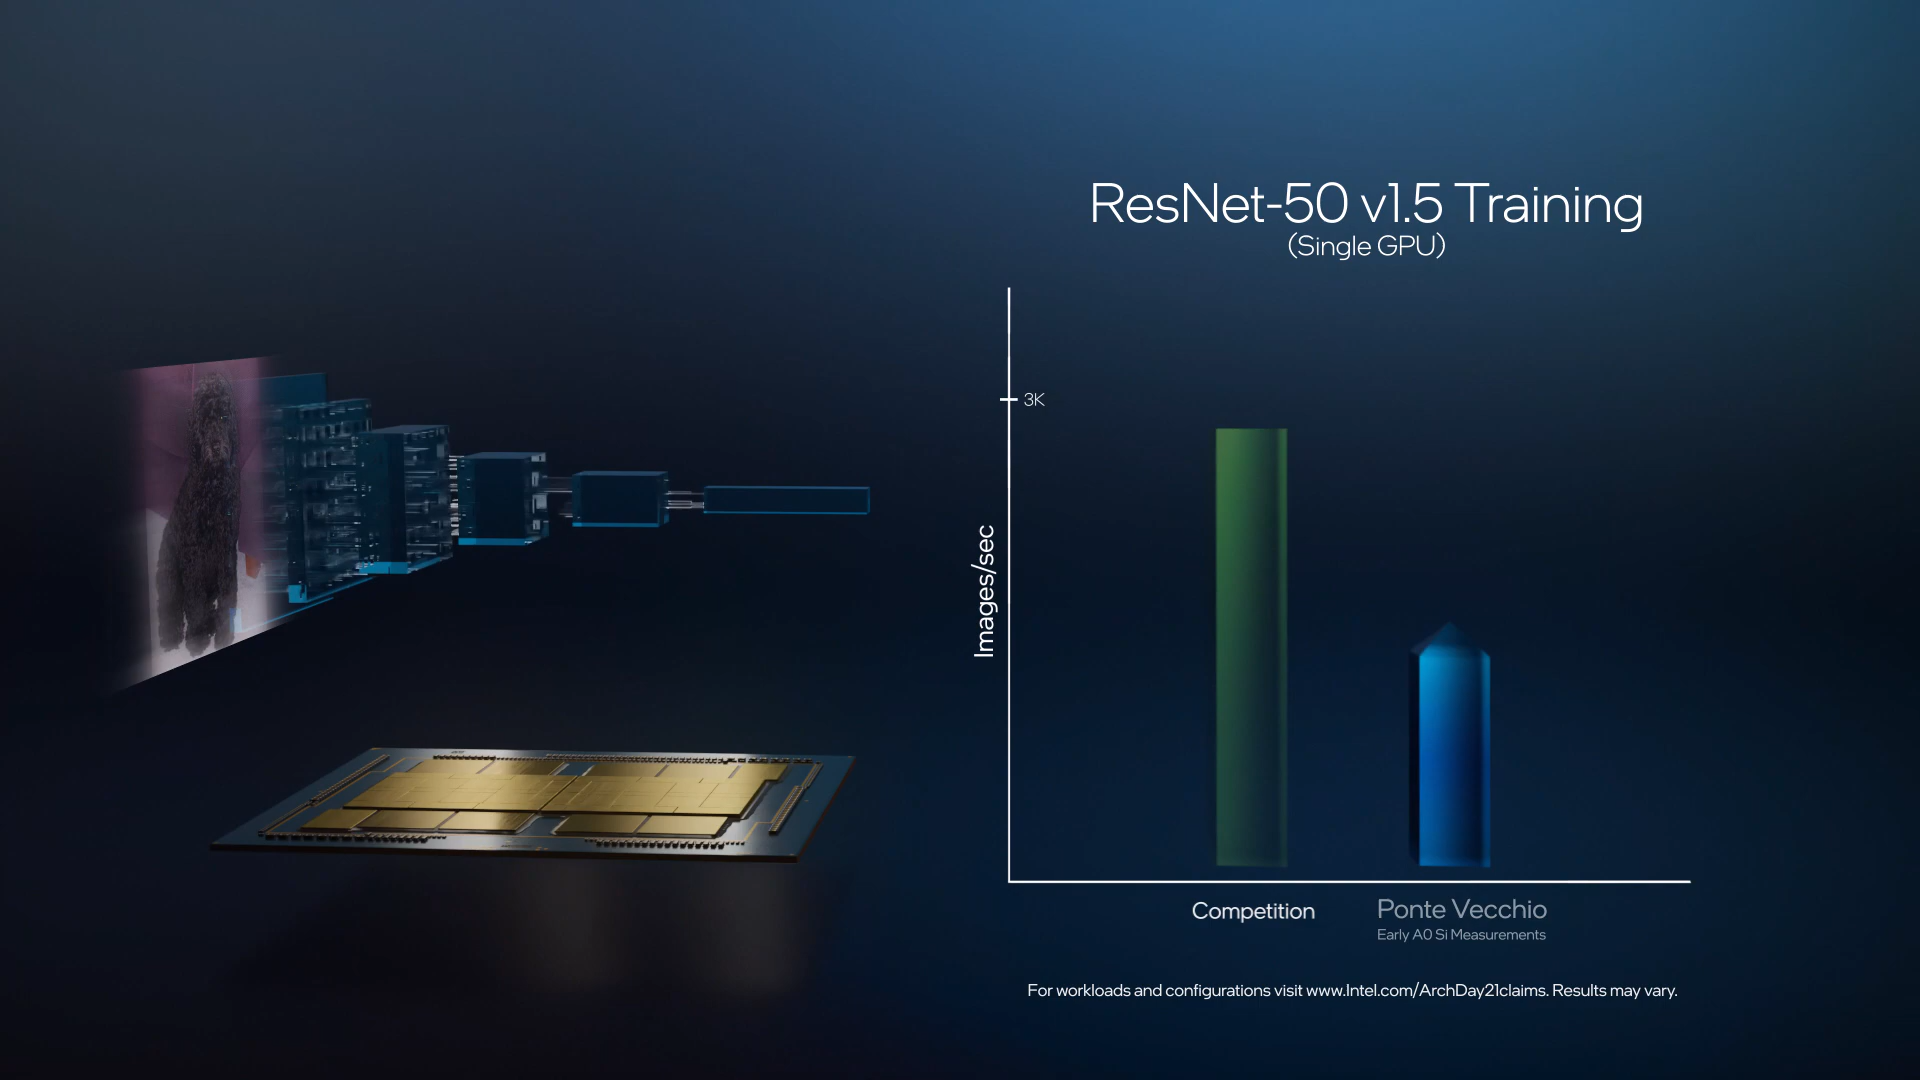 ResNet-50 v1.5 Training
(Single GPU)
3K
Images/sec
Competition
Ponte Vecchio
Early A0 Si Measurements
For workloads and configurations visit www.Intel.com/ArchDay21claims. Results may vary.